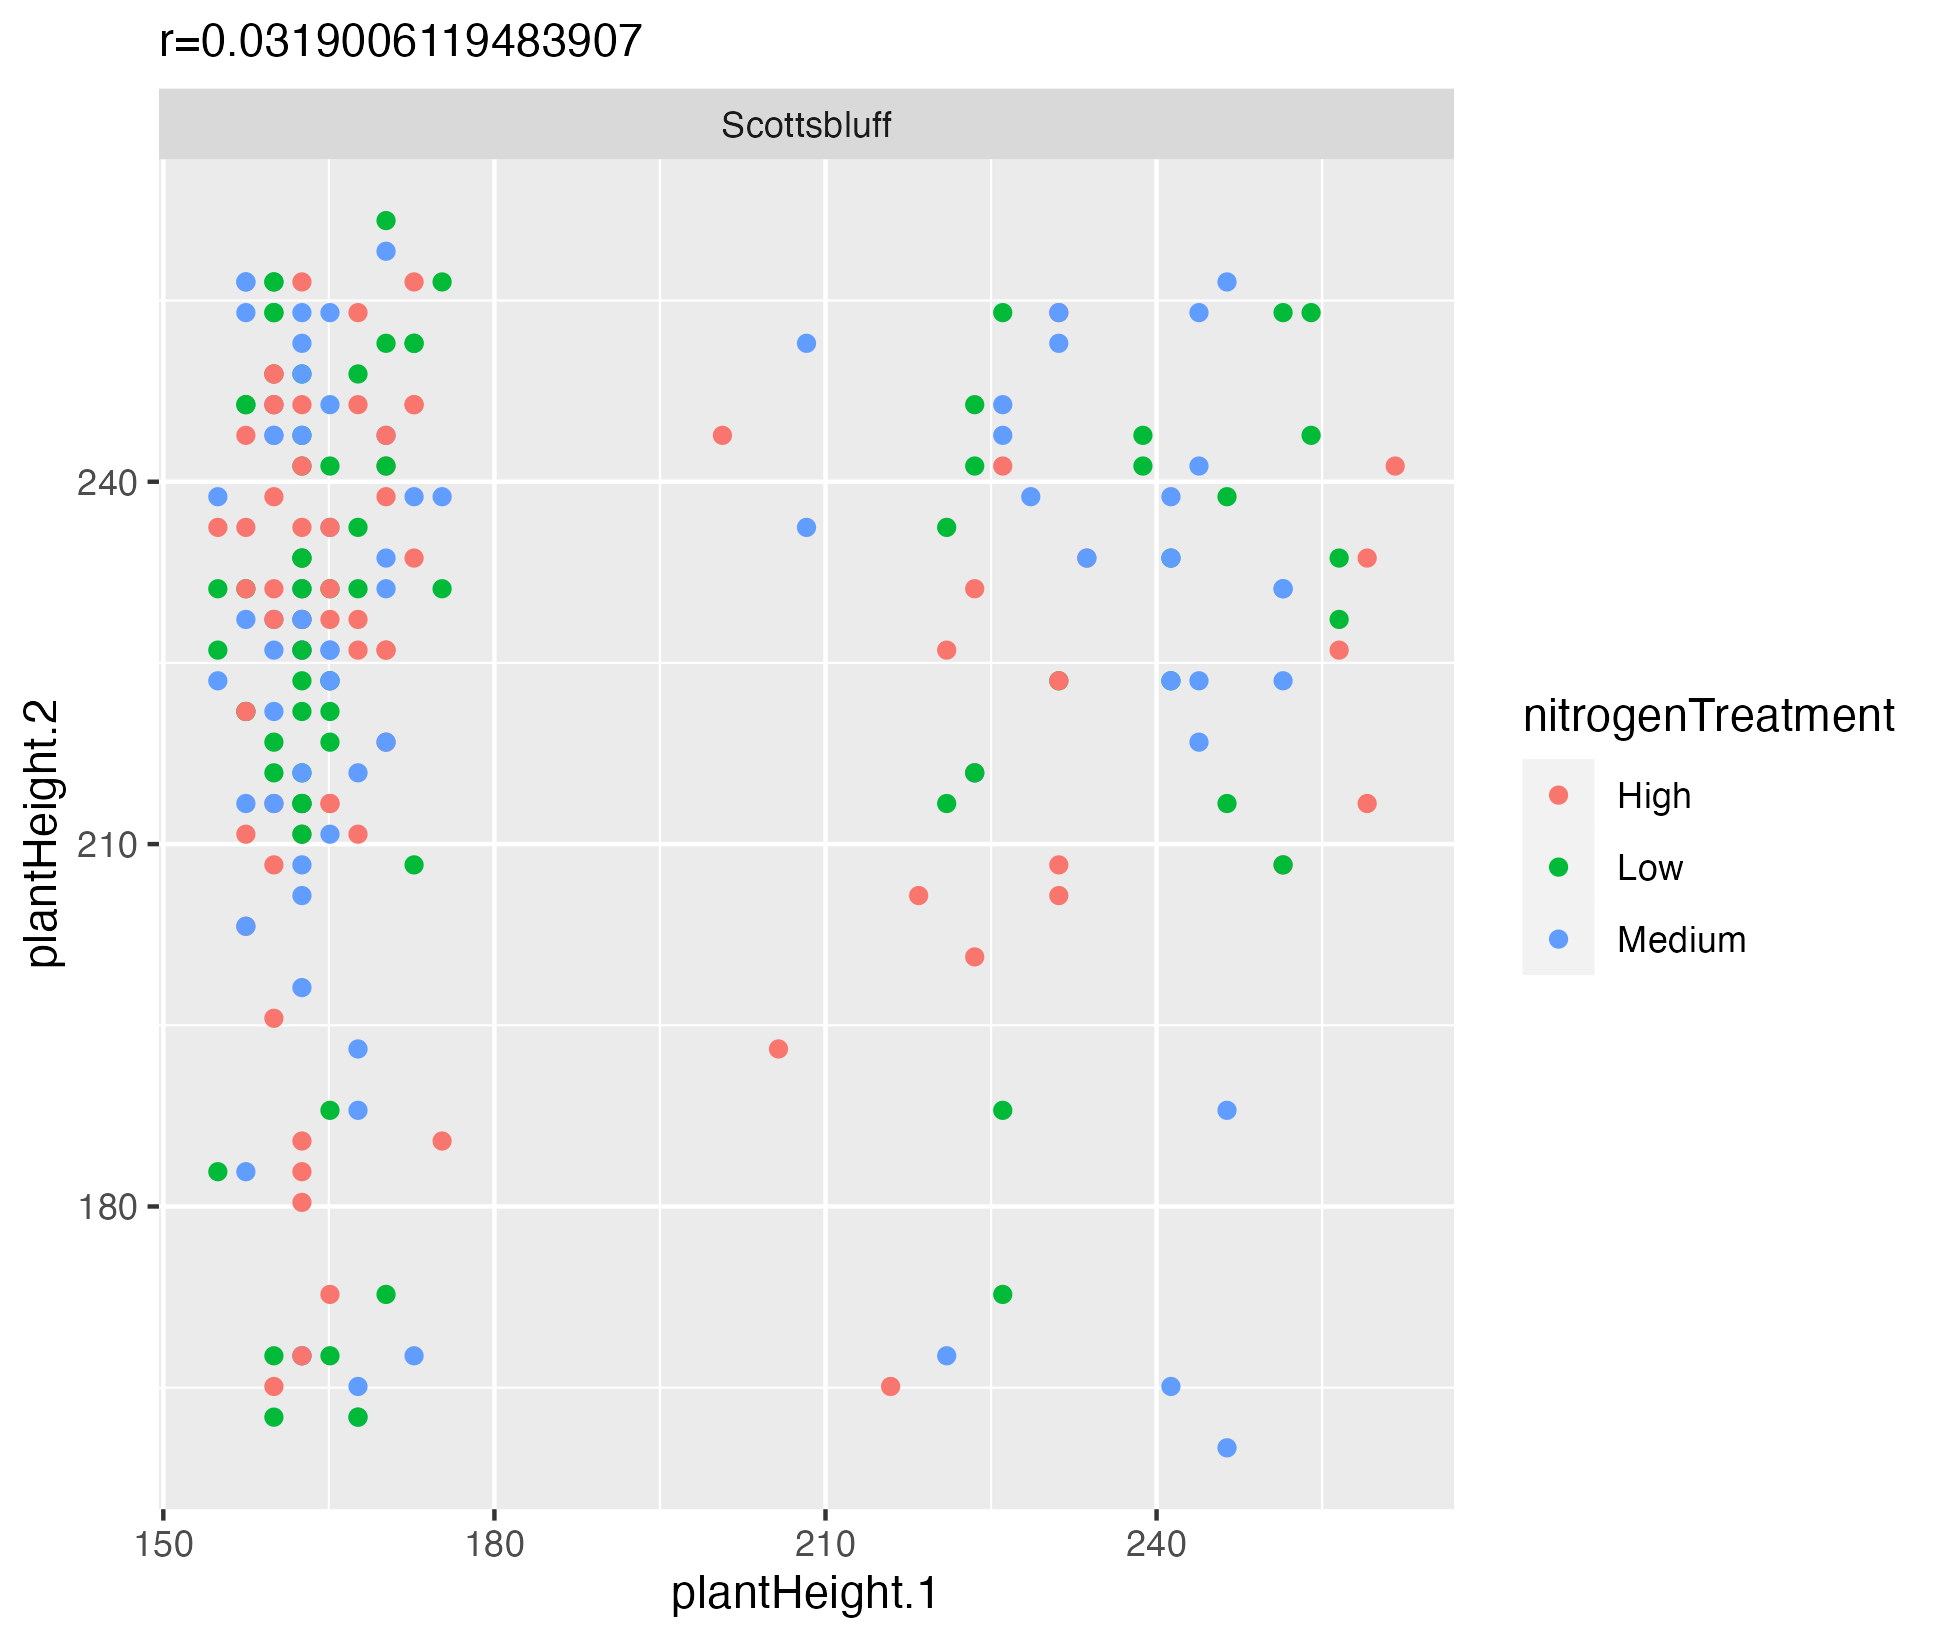 r=0.0319006119483907
Scottsbluff
240
210
180
plantHeight.2
150
180
210
240
plantHeight.1
nitrogenTreatment
High
Low
Medium